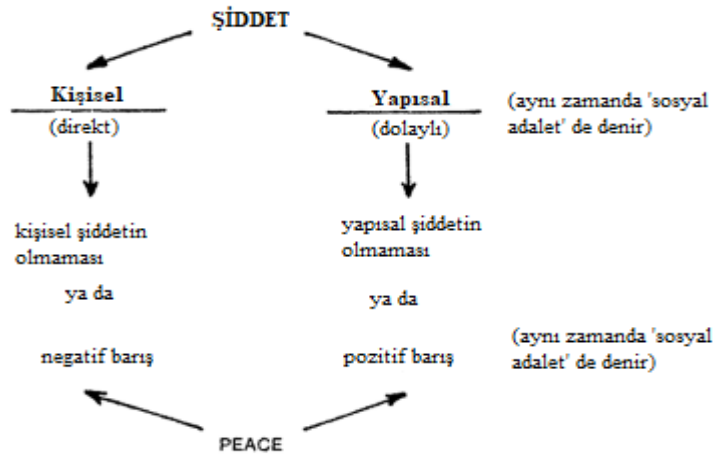 ŞİDDET
Kişisel
(direkt)
Yapısal
(dolaylı)
(aynı zamanda 'sosyal
adalet' de denir)
kişisel şiddetin
olmaması
yapısal şiddetin
olmaması
ya da
ya da
negatif barış
pozitif barış
(aynı zamanda 'sosyal
adalet' de denir)
PEACE